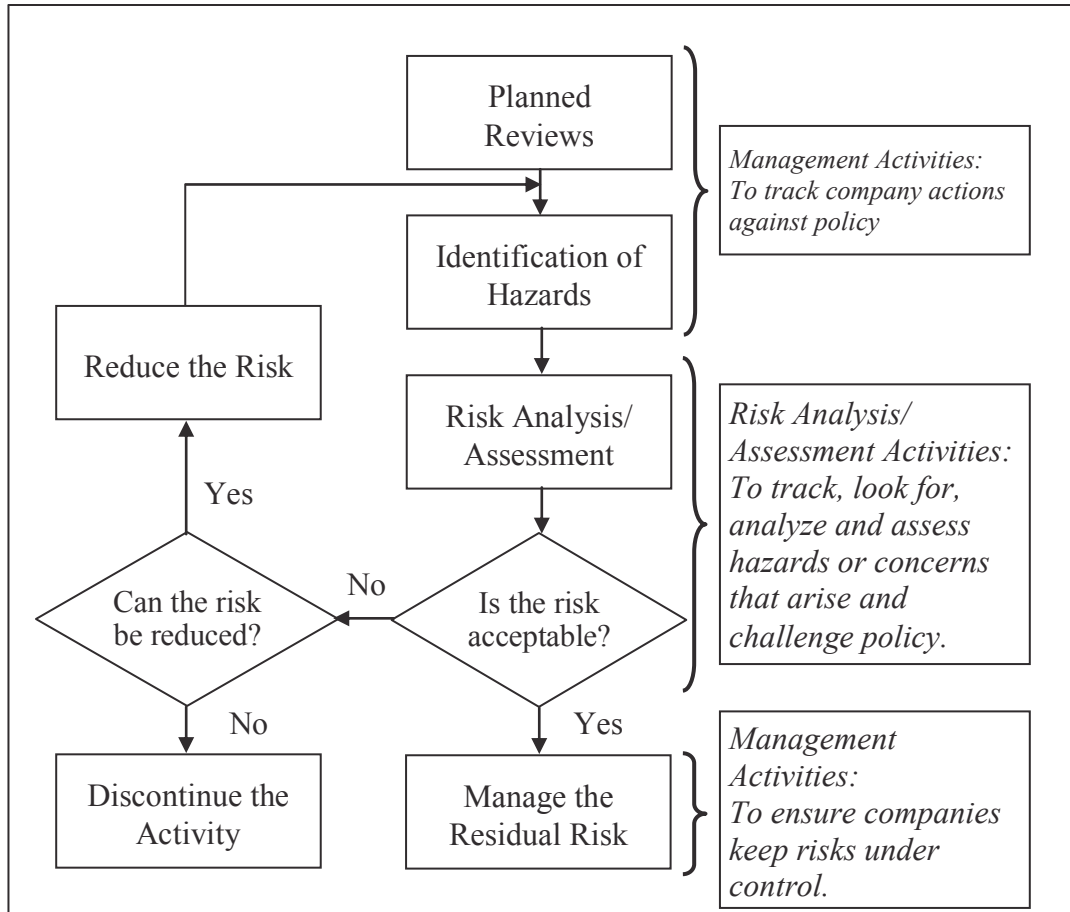 Planned
Reviews
Management Activities:
To track company actions
against policy
Identification of
Hazards
Reduce the Risk
Risk Analysis/
Assessment
Risk Analysis/
Assessment Activities:
To track, look for,
analyze and assess
hazards or concerns
that arise and
challenge policy.
Yes
No
Can the risk
be reduced?
Is the risk
acceptable?
No
Yes
Discontinue the
Activity
Manage the
Residual Risk
Management
Activities:
To ensure companies
keep risks under
control.